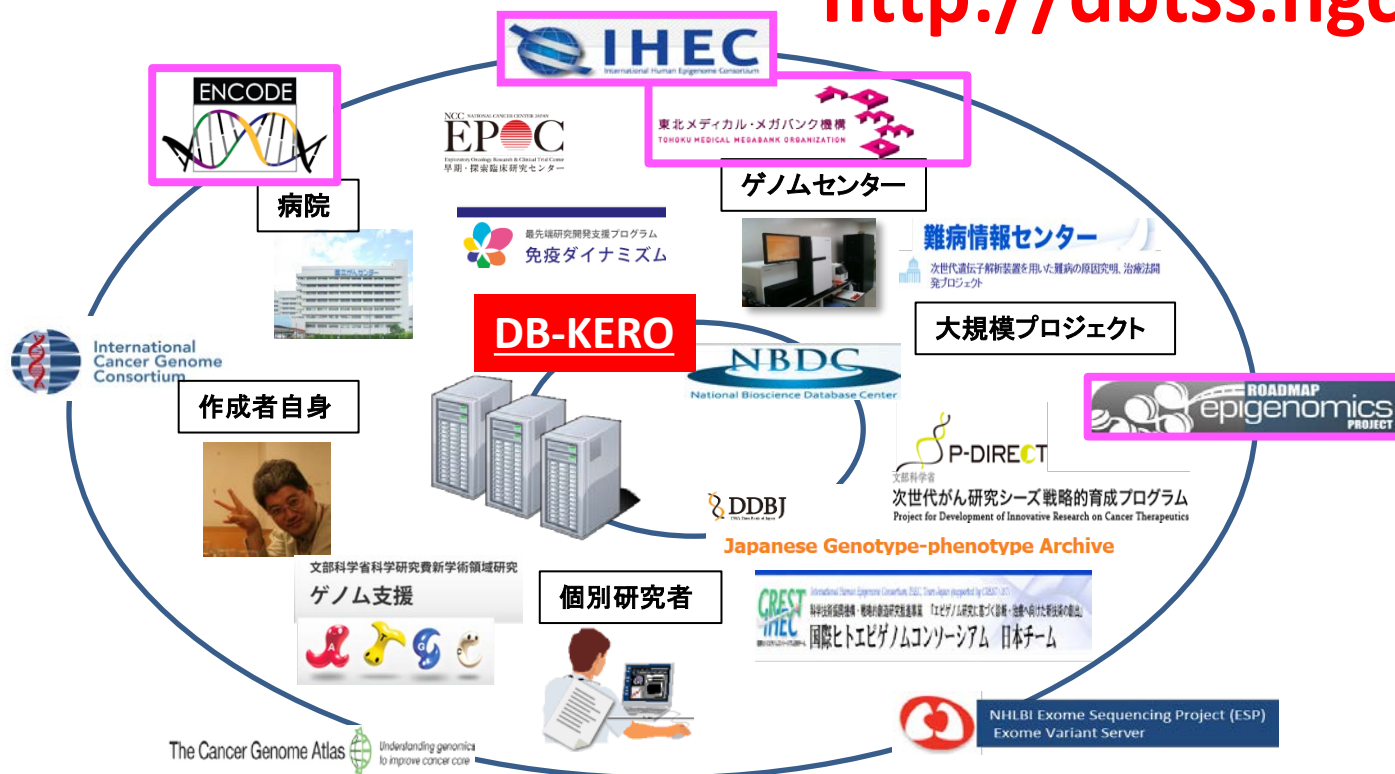 http://dbtss.hgc
IHEC
International Human Epigenome Consortium
ENCODE
NCC NATIONAL CANCER CENTER JAPAN
EPOC
Exploratory Oncology Research & Clinical Trial Center
早期・探索臨床研究センター
東北メディカル・メガバンク機構
TOHOKU MEDICAL MEGABANK ORGANIZATION
病院
ゲノムセンター
最先端研究開発支援プログラム
免疫ダイナミズム
難病情報センター
次世代遺伝子解析装置を用いた難病の原因究明、治療法開
発プロジェクト
大規模プロジェクト
DB-KERO
NBDC
National Bioscience Database Center
International
Cancer Genome
Consortium
作成者自身
ROADMAP
epigenomics
PROJECT
P-DIRECT
文部科学省
次世代がん研究シーズ戦略的育成プログラム
Project for Development of Innovative Research on Cancer Therapeutics
DDBJ
Japanese Genotype-phenotype Archive
文部科学省科学研究費新学術領域研究
ゲノム支援
A T G C
個別研究者
CREST
IHEC
国際ヒトエピゲノムコンソーシアム 日本チーム
NHLBI Exome Sequencing Project (ESP)
Exome Variant Server
The Cancer Genome Atlas
Understanding genomics
to improve cancer care